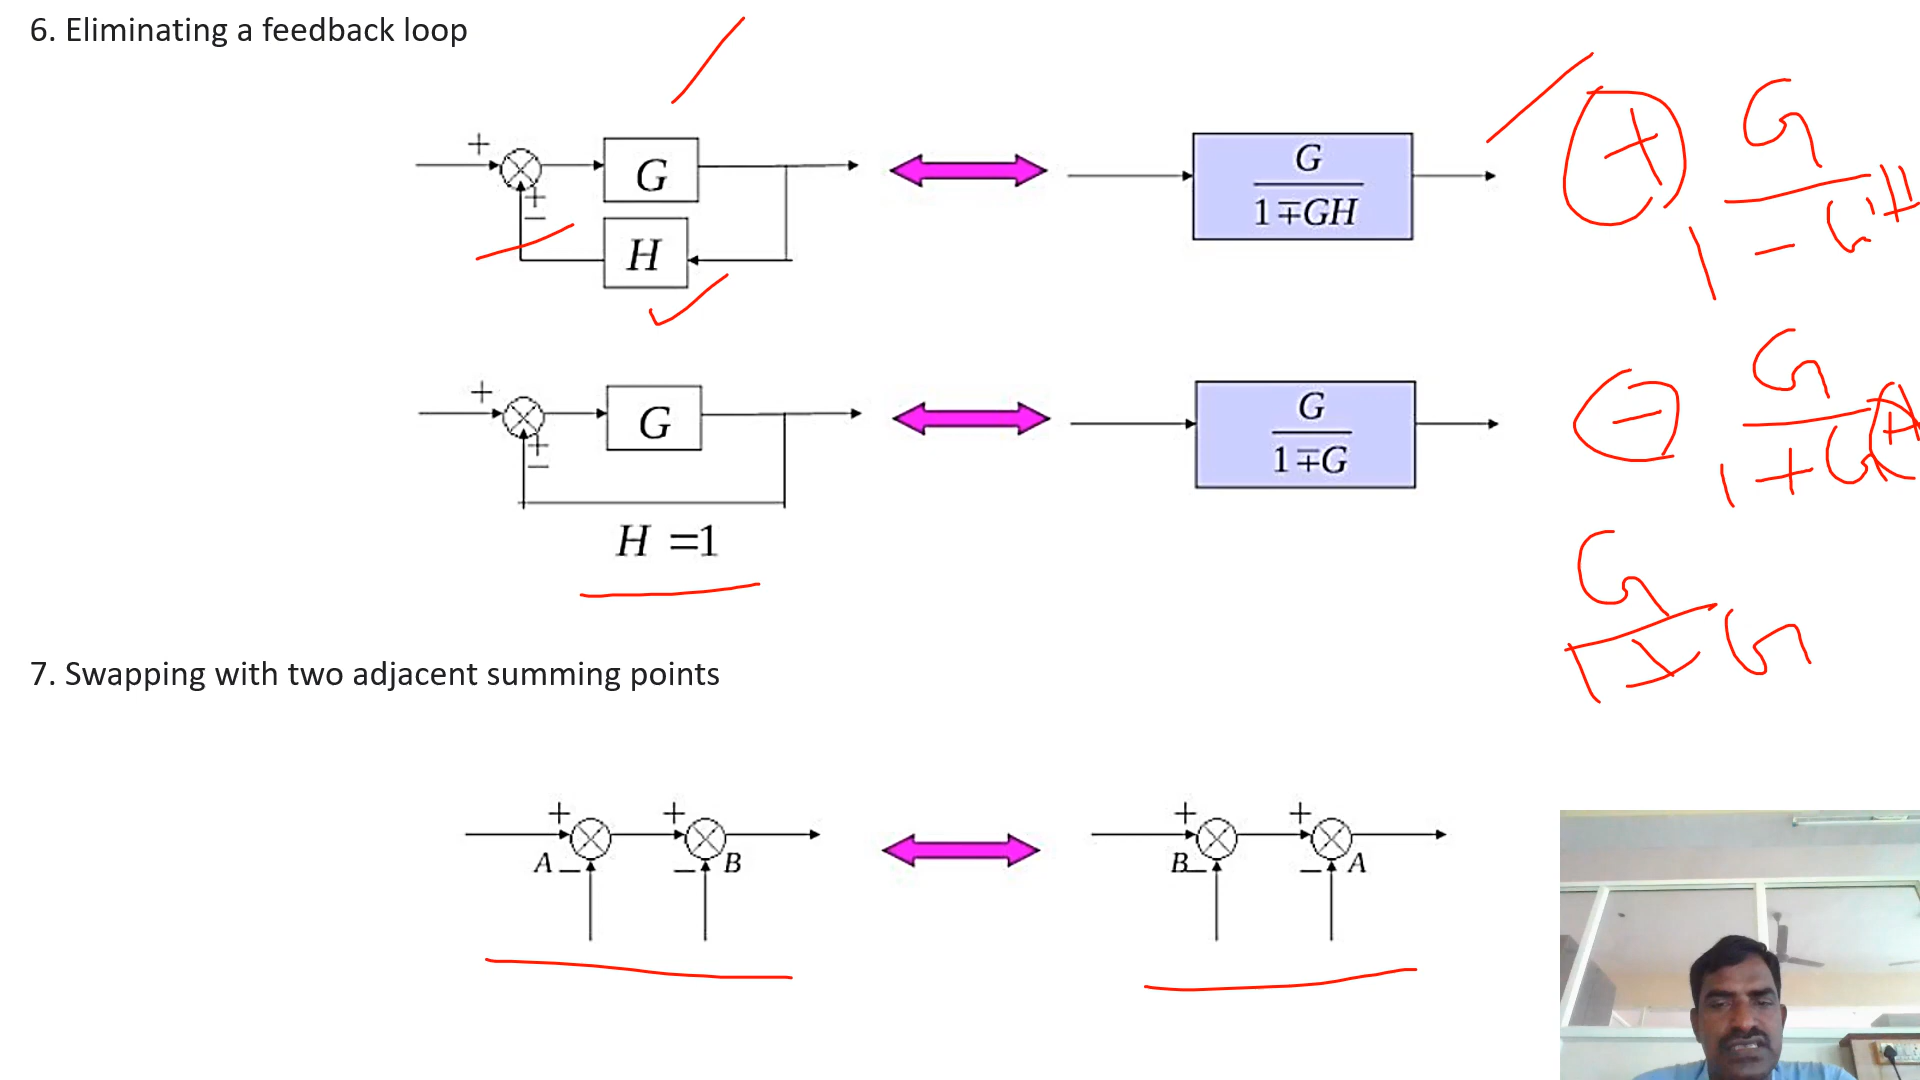 6. Eliminating a feedback loop
+ G ± H
G
1∓GH
+ G
1 - GH
+ G ±
G
1∓G
- G
1 + G
H =1
G
1 ∓ G
7. Swapping with two adjacent summing points
+ + + +
A − − B B − − A